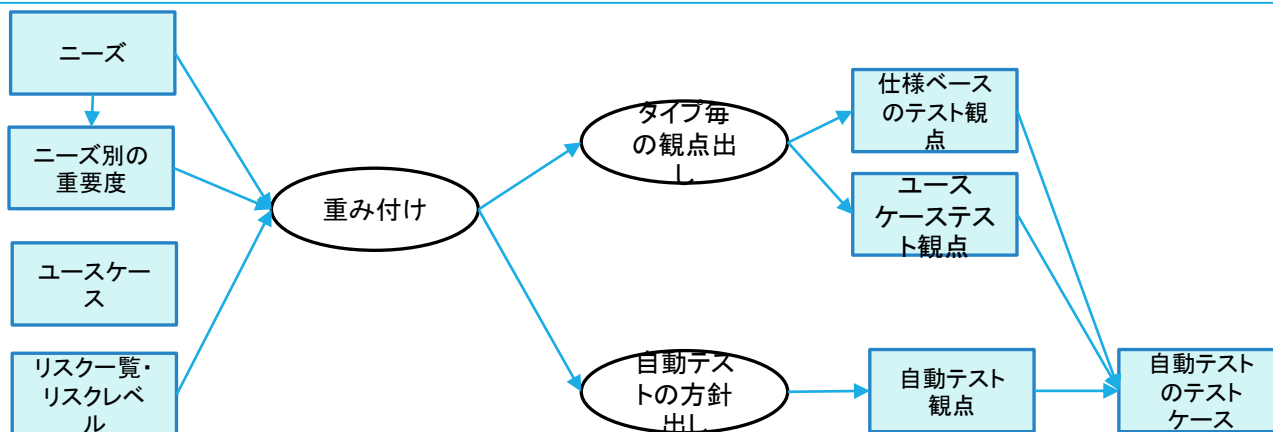 ニーズ
ニーズ別の
重要度
ユースケー
ス
リスク一覧・
リスクレベ
ル
重み付け
タイプ毎
の観点出
し
自動テス
トの方針
出し
仕様ベース
のテスト観
点
ユース
ケーステス
ト観点
自動テスト
観点
自動テスト
のテスト
ケース